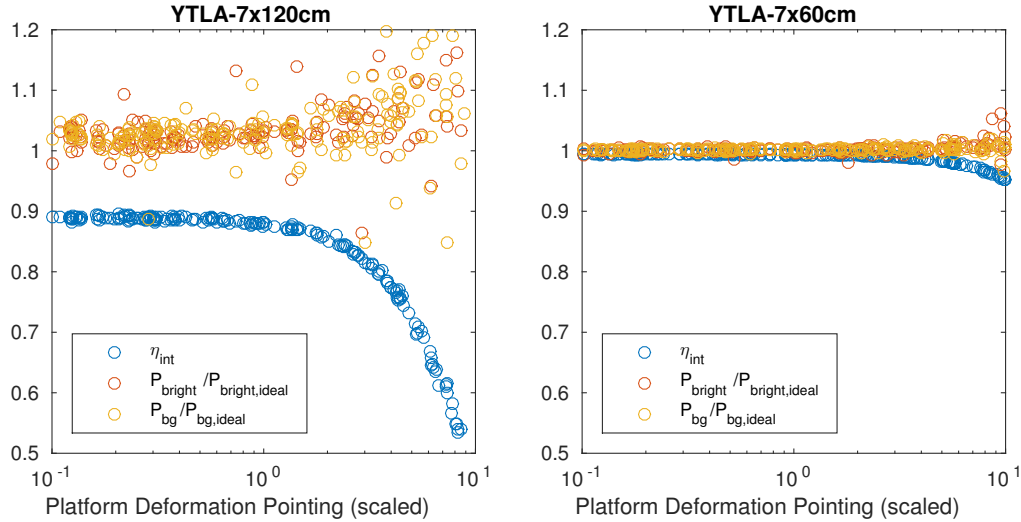 YTLA-7x120cm
1.2
1.1
1
0.9
0.8
0.7
0.6
0.5
η_int
P_bright /P_bright,ideal
P_bg/P_bg,ideal
10^-1 10^0 10^1
Platform Deformation Pointing (scaled)
YTLA-7x60cm
1.2
1.1
1
0.9
0.8
0.7
0.6
0.5
η_int
P_bright /P_bright,ideal
P_bg/P_bg,ideal
10^-1 10^0 10^1
Platform Deformation Pointing (scaled)